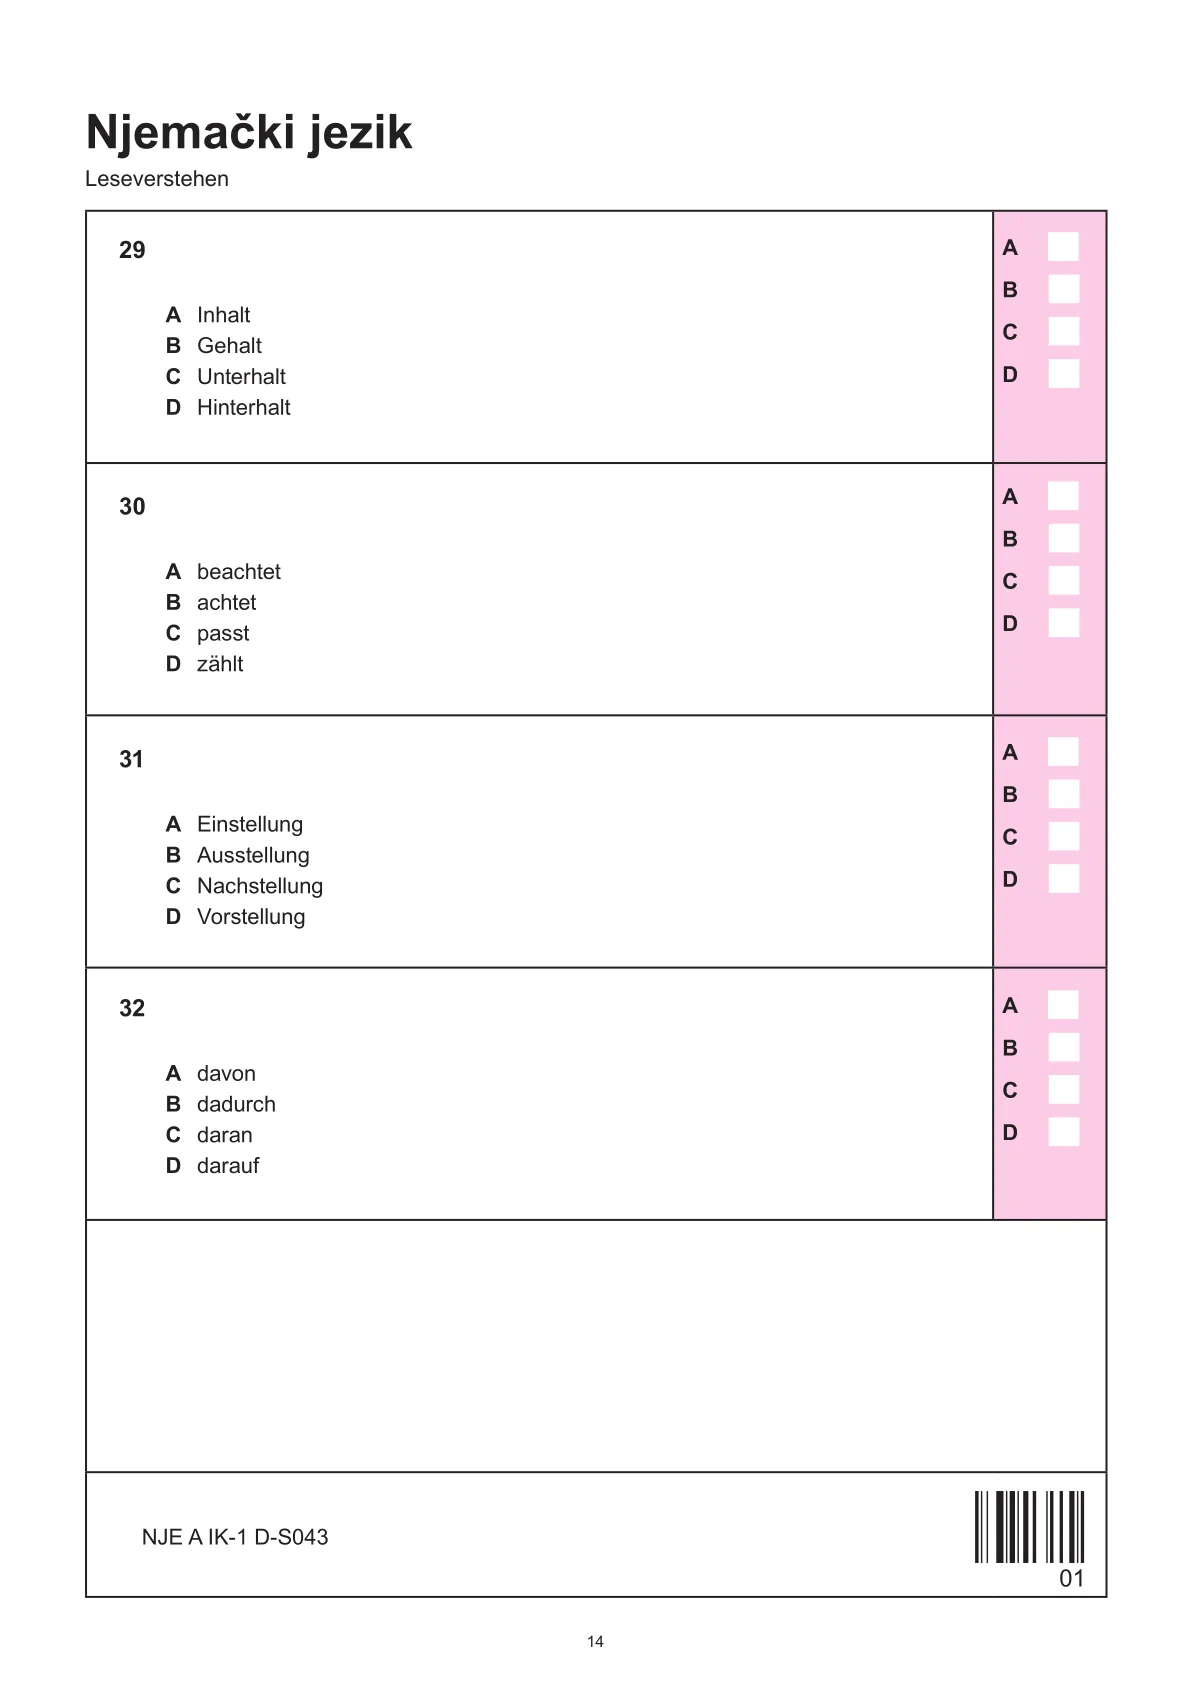 Njemački jezik
Leseverstehen
29
A Inhalt
B Gehalt
C Unterhalt
D Hinterhalt
A
B
C
D
30
A beachtet
B achtet
C passt
D zählt
A
B
C
D
31
A Einstellung
B Ausstellung
C Nachstellung
D Vorstellung
A
B
C
D
32
A davon
B dadurch
C daran
D darauf
A
B
C
D
NJE A IK-1 D-S043
01
14